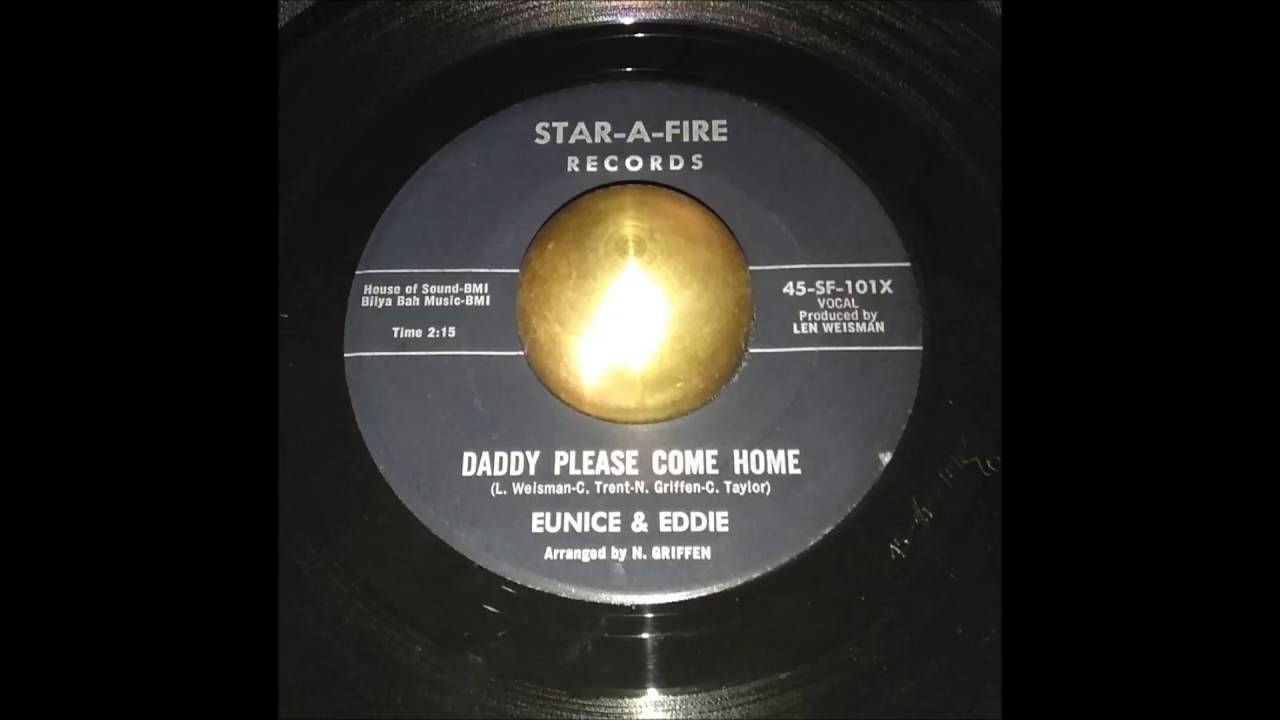 STAR-A-FIRE
RECORDS
House of Sound-BMI
Bilya Bah Music-BMI
Time 2:15
45-SF-101X
VOCAL
Produced by
LEN WEISMAN
DADDY PLEASE COME HOME
(L. Weisman-C. Trent-N. Griffen-C. Taylor)
EUNICE & EDDIE
Arranged by N. GRIFFEN